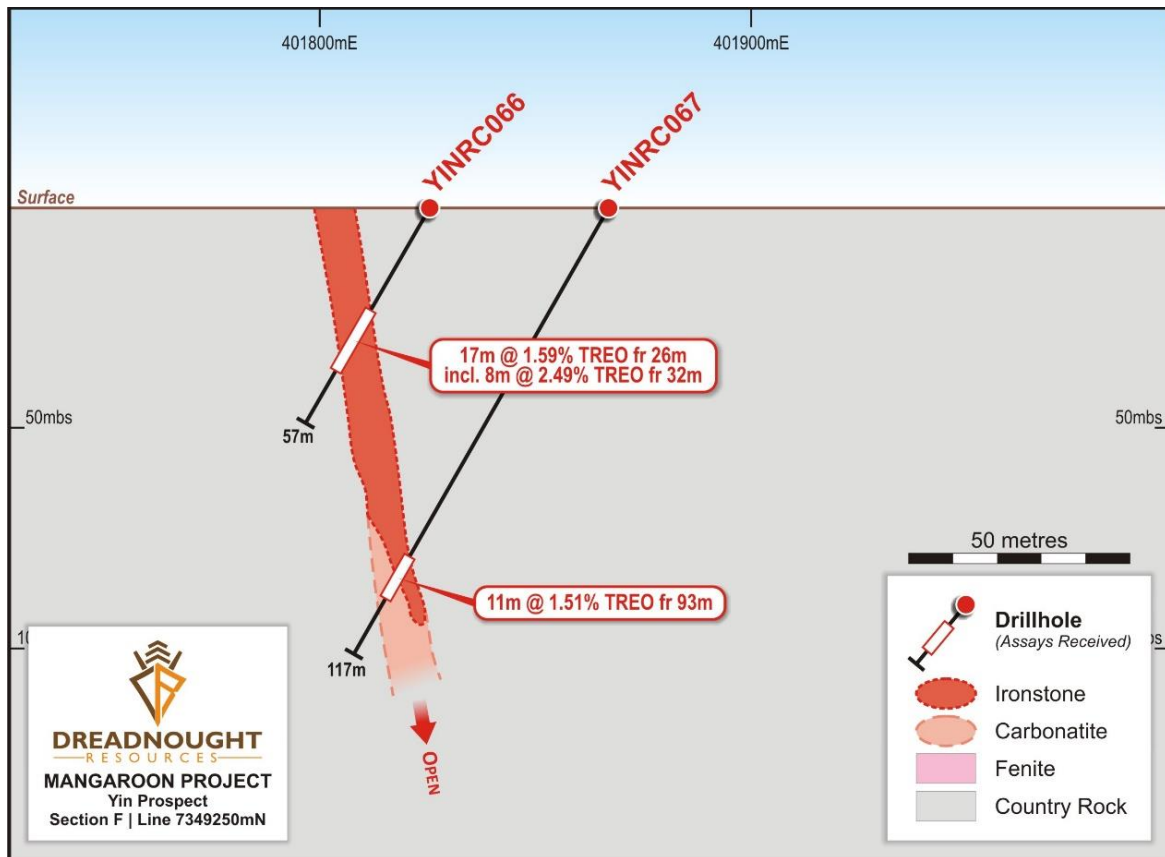 401800mE
401900mE
YINRC066
YINRC067
Surface
17m @ 1.59% TREO fr 26m
incl. 8m @ 2.49% TREO fr 32m
50mbs
50mbs
57m
50 metres
11m @ 1.51% TREO fr 93m
117m
OPEN
Drillhole
(Assays Received)
Ironstone
Carbonatite
Fenite
Country Rock
DREADNOUGHT
RESOURCES
MANGAROON PROJECT
Yin Prospect
Section F | Line 7349250mN